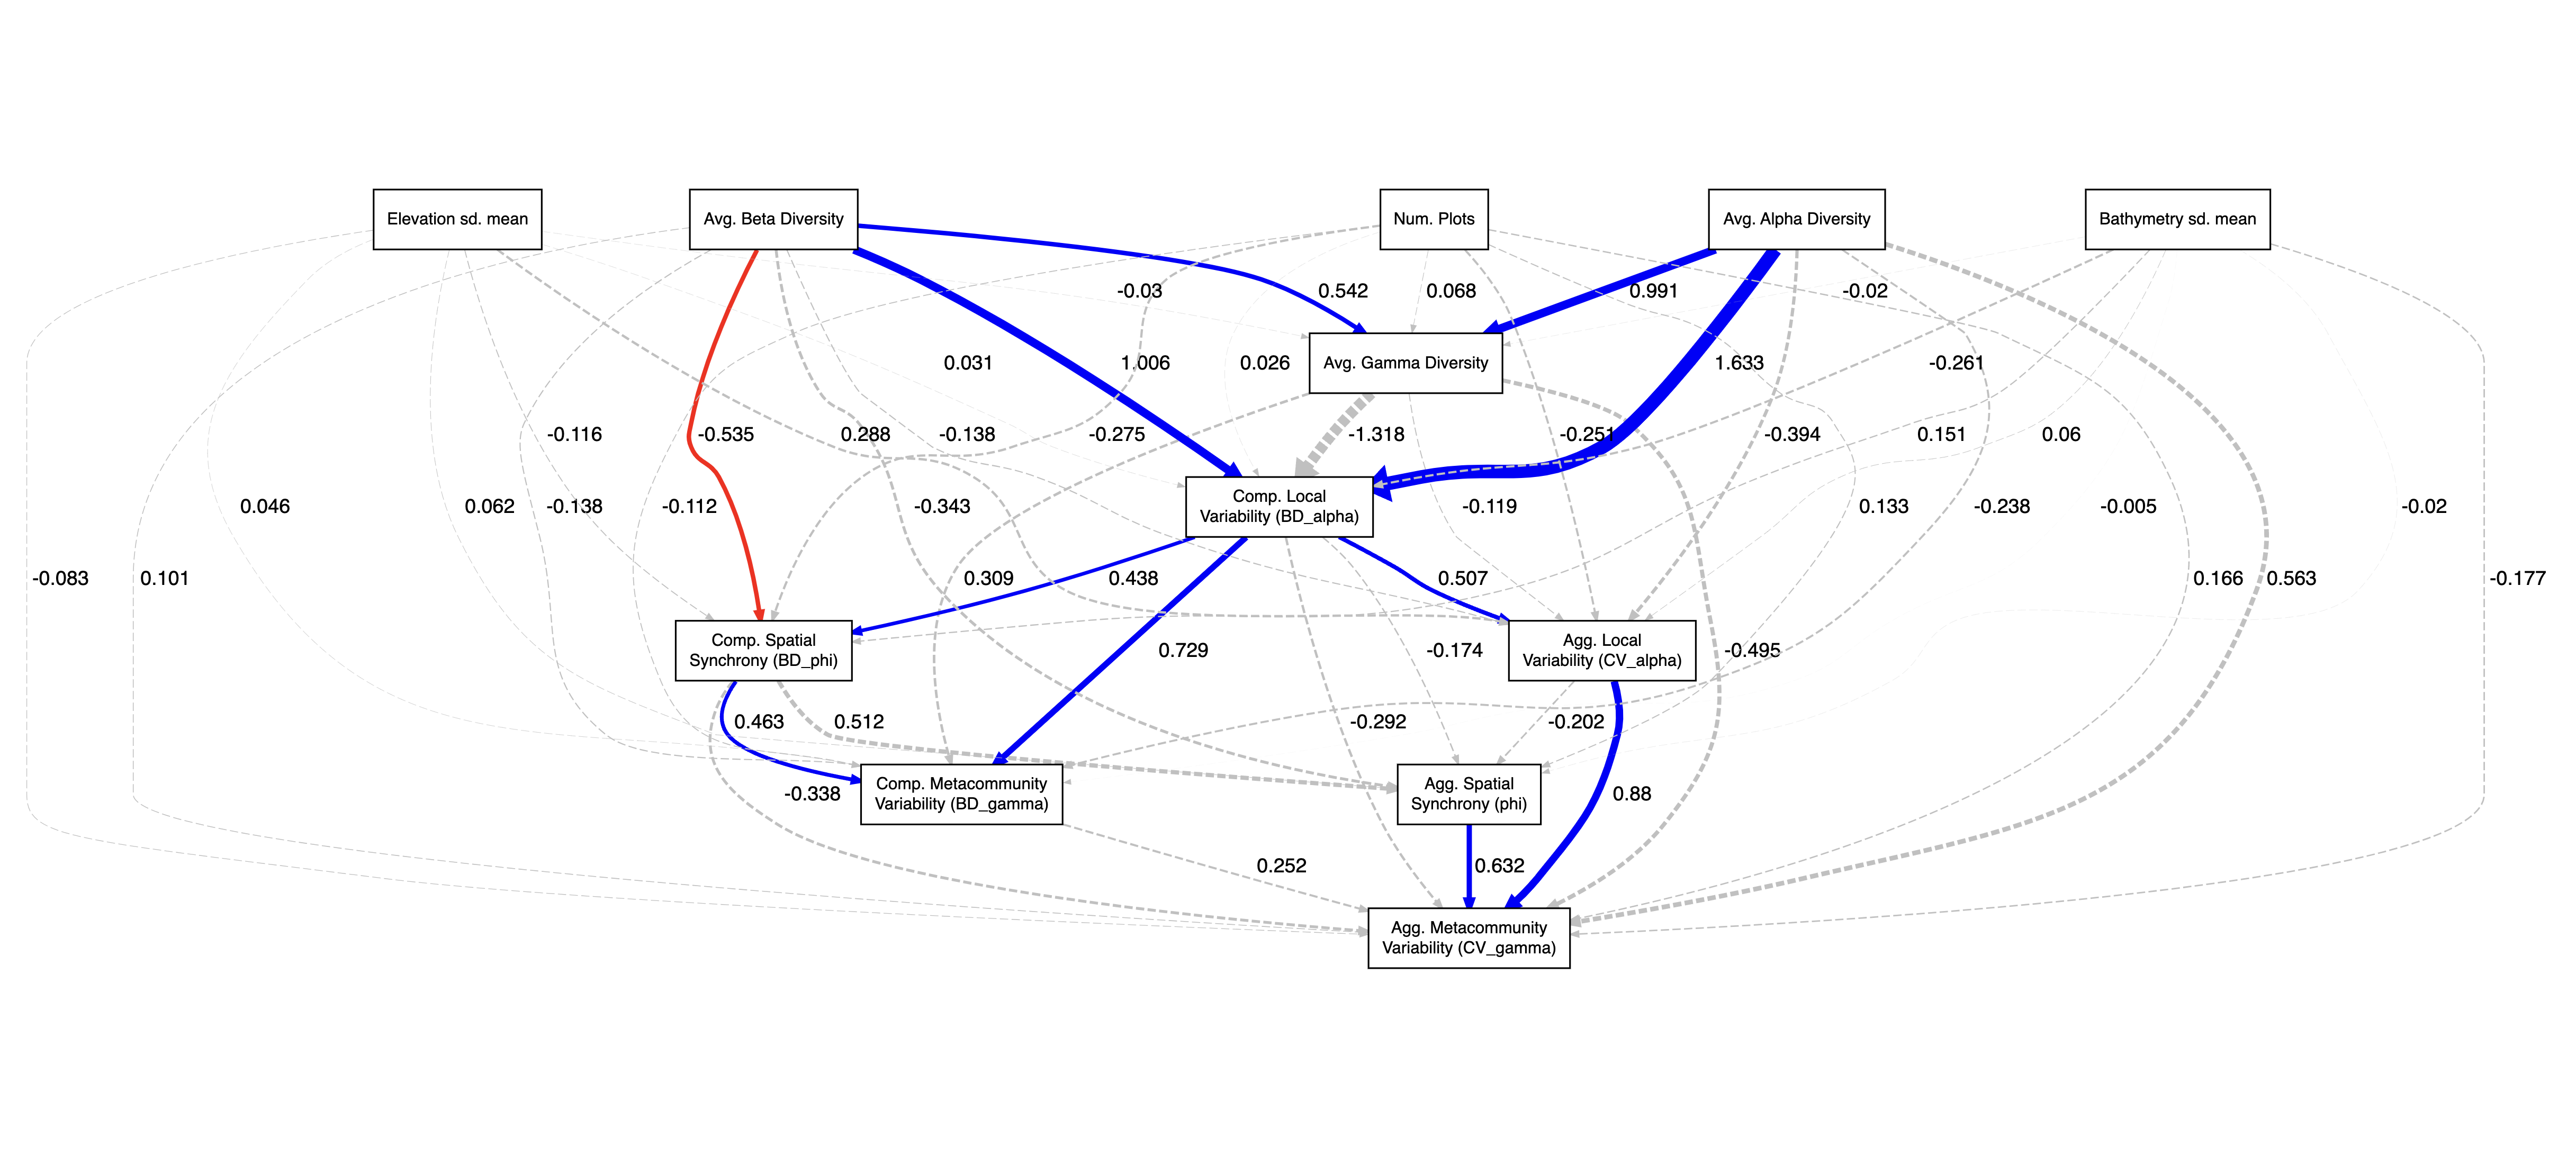 Elevation sd. mean
Avg. Beta Diversity
Num. Plots
Avg. Alpha Diversity
Bathymetry sd. mean
-0.03
0.542
0.068
0.991
-0.02
Avg. Gamma Diversity
0.031
1.006
0.026
1.633
-0.261
-0.116
-0.535
0.288
-0.138
-0.275
-1.318
-0.251
-0.394
0.151
0.06
Comp. Local
Variability (BD_alpha)
0.046
0.062
-0.138
-0.112
-0.343
-0.119
0.133
-0.238
-0.005
-0.02
-0.083
0.101
0.309
0.438
0.507
0.166
0.563
-0.177
Comp. Spatial
Synchrony (BD_phi)
0.729
-0.174
Agg. Local
Variability (CV_alpha)
-0.495
0.463
0.512
-0.292
-0.202
Comp. Metacommunity
Variability (BD_gamma)
-0.338
Agg. Spatial
Synchrony (phi)
0.88
0.252
0.632
Agg. Metacommunity
Variability (CV_gamma)